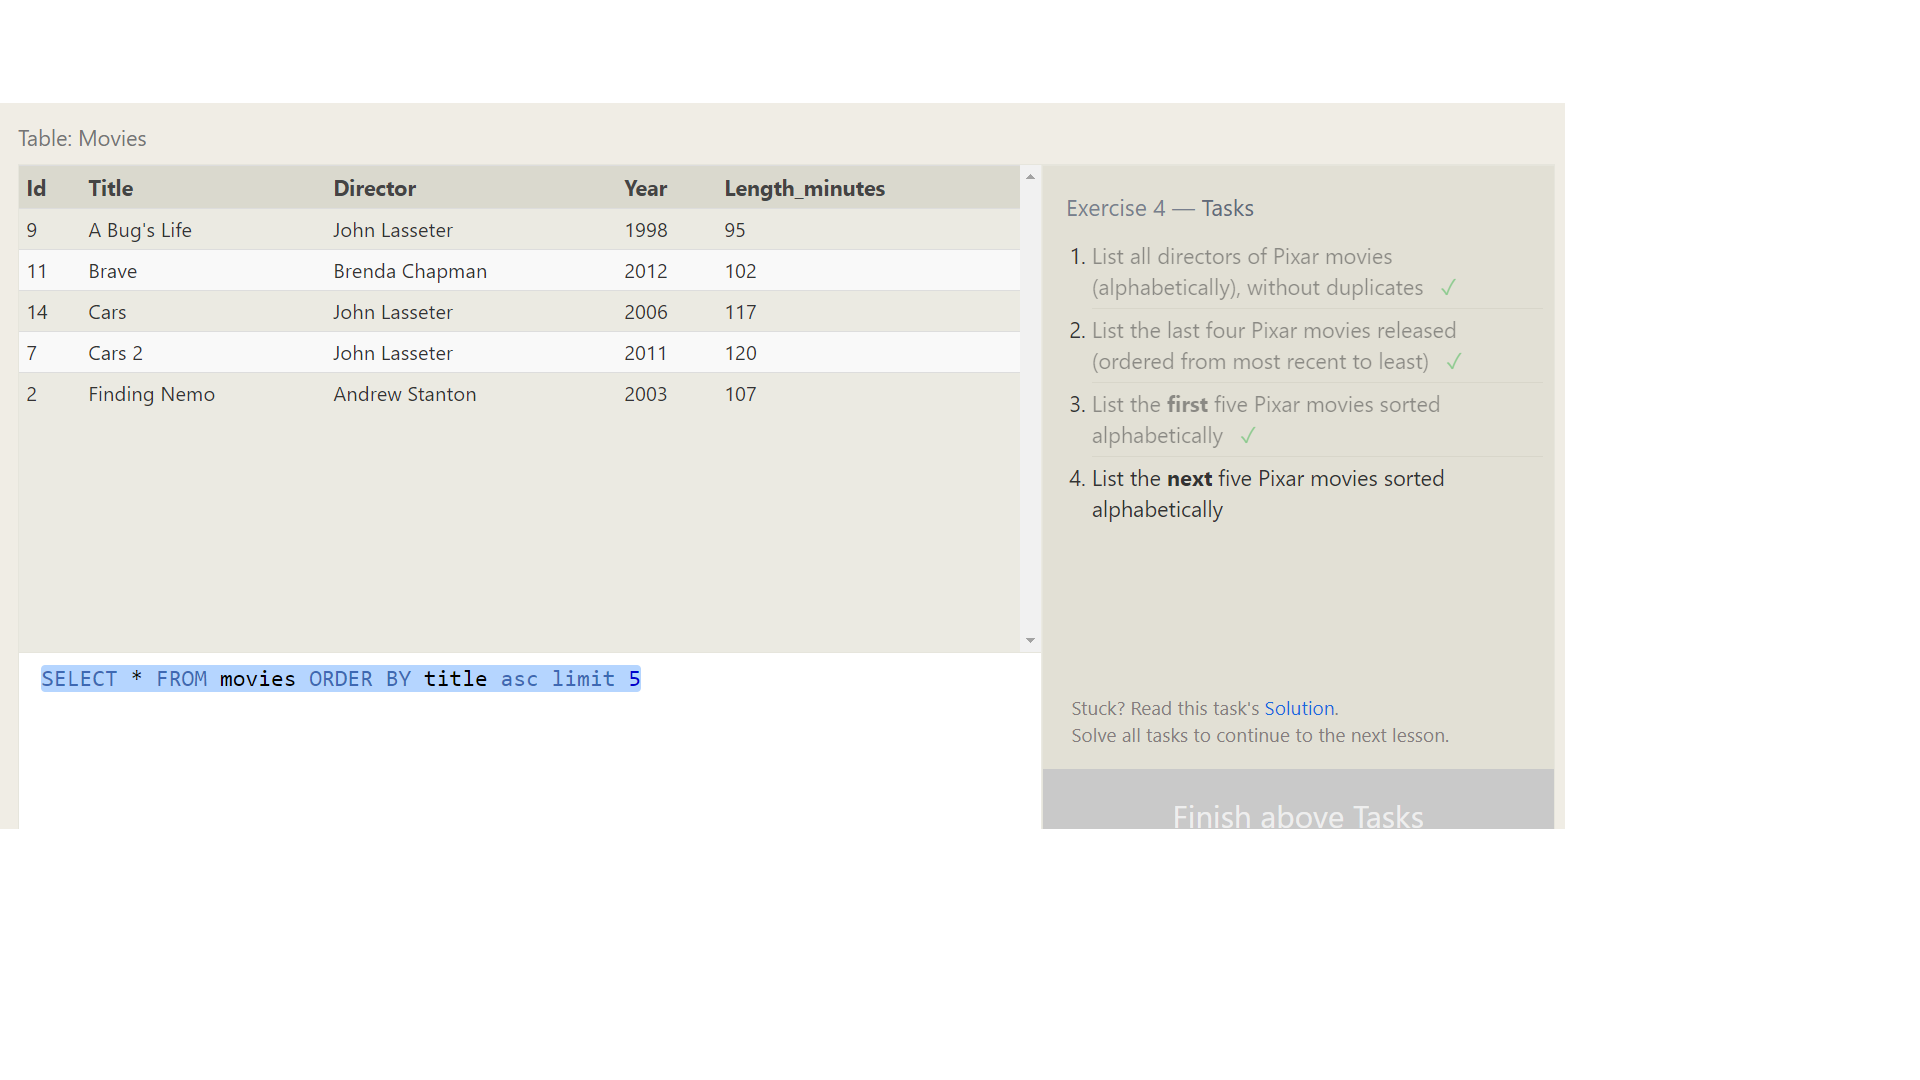 Table: Movies
Id Title Director Year Length_minutes
9 A Bug's Life John Lasseter 1998 95
11 Brave Brenda Chapman 2012 102
14 Cars John Lasseter 2006 117
7 Cars 2 John Lasseter 2011 120
2 Finding Nemo Andrew Stanton 2003 107
SELECT * FROM movies ORDER BY title asc limit 5
Exercise 4 — Tasks
1. List all directors of Pixar movies
(alphabetically), without duplicates ✓
2. List the last four Pixar movies released
(ordered from most recent to least) ✓
3. List the first five Pixar movies sorted
alphabetically ✓
4. List the next five Pixar movies sorted
alphabetically
Stuck? Read this task's Solution.
Solve all tasks to continue to the next lesson.
Finish above Tasks